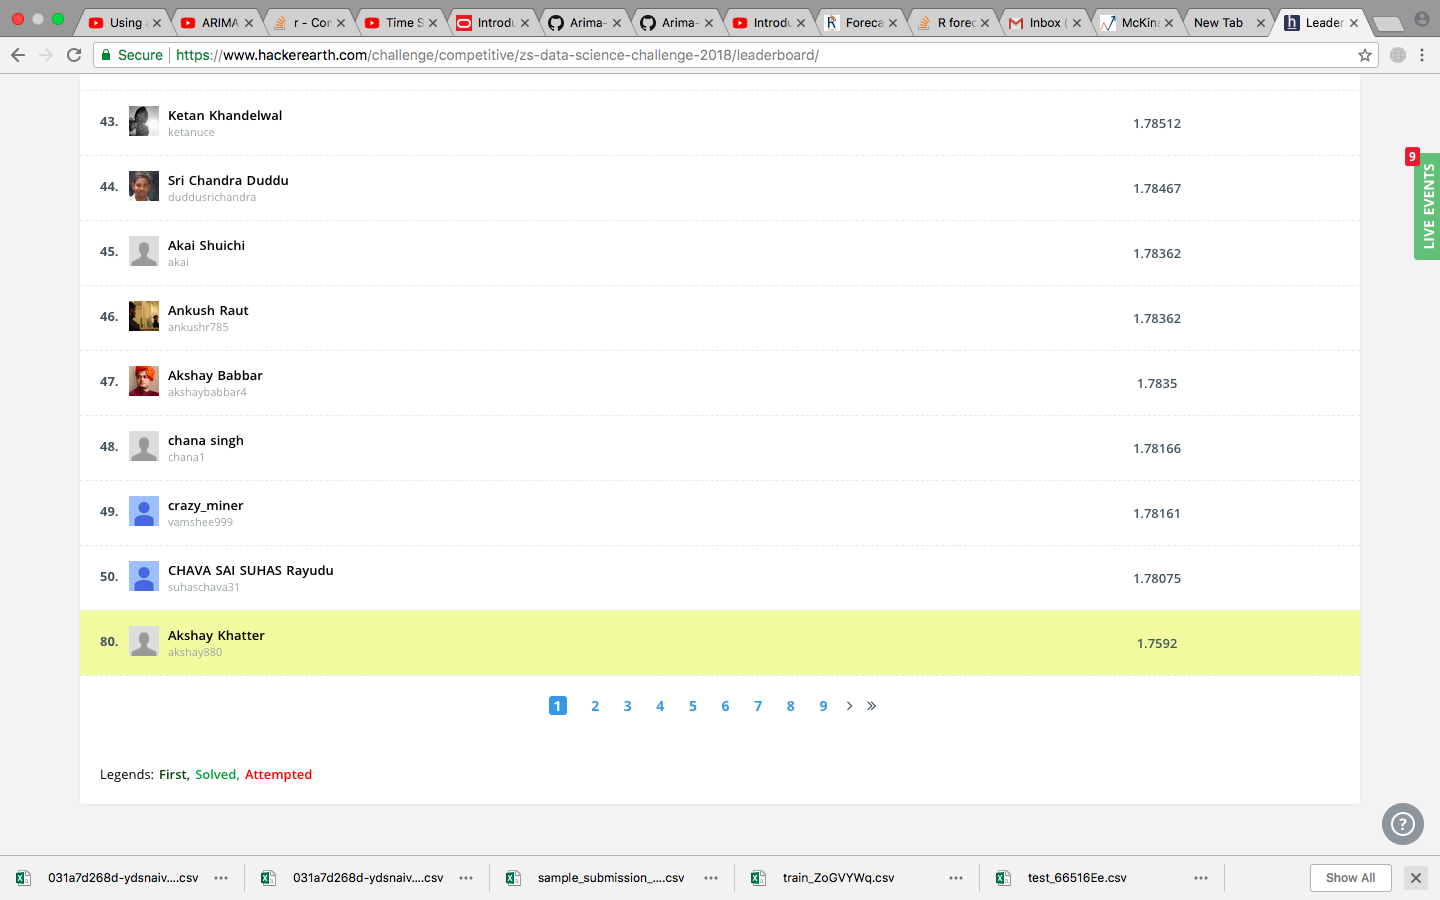 Using
ARIMA
r - Con
Time S
Introdu
Arima-
Arima-
Introdu
Foreca
R forec
Inbox (
McKins
New Tab
Leader
Secure
https://www.hackerearth.com/challenge/competitive/zs-data-science-challenge-2018/leaderboard/
43. Ketan Khandelwal 1.78512
ketanuce
44. Sri Chandra Duddu 1.78467
duddusrichandra
45. Akai Shuichi 1.78362
akai
46. Ankush Raut 1.78362
ankushr785
47. Akshay Babbar 1.7835
akshaybabbar4
48. chana singh 1.78166
chana1
49. crazy_miner 1.78161
vamshee999
50. CHAVA SAI SUHAS Rayudu 1.78075
suhaschava31
80. Akshay Khatter 1.7592
akshay880
9
LIVE EVENTS
1 2 3 4 5 6 7 8 9 › »
Legends: First, Solved, Attempted
?
031a7d268d-ydsnaiv....csv
031a7d268d-ydsnaiv....csv
sample_submission_....csv
train_ZoGVYWq.csv
test_66516Ee.csv
Show All